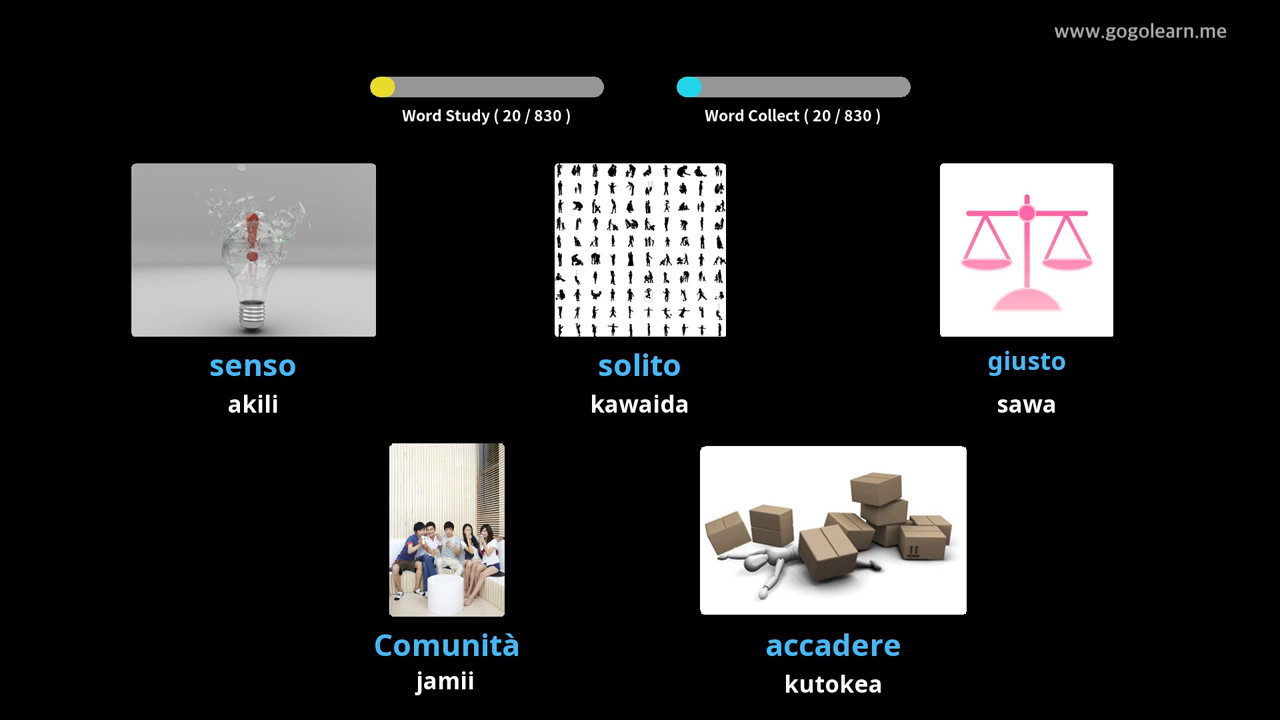 www.gogolearn.me
Word Study ( 20 / 830 )
Word Collect ( 20 / 830 )
senso
akili
solito
kawaida
giusto
sawa
Comunità
jamii
accadere
kutokea